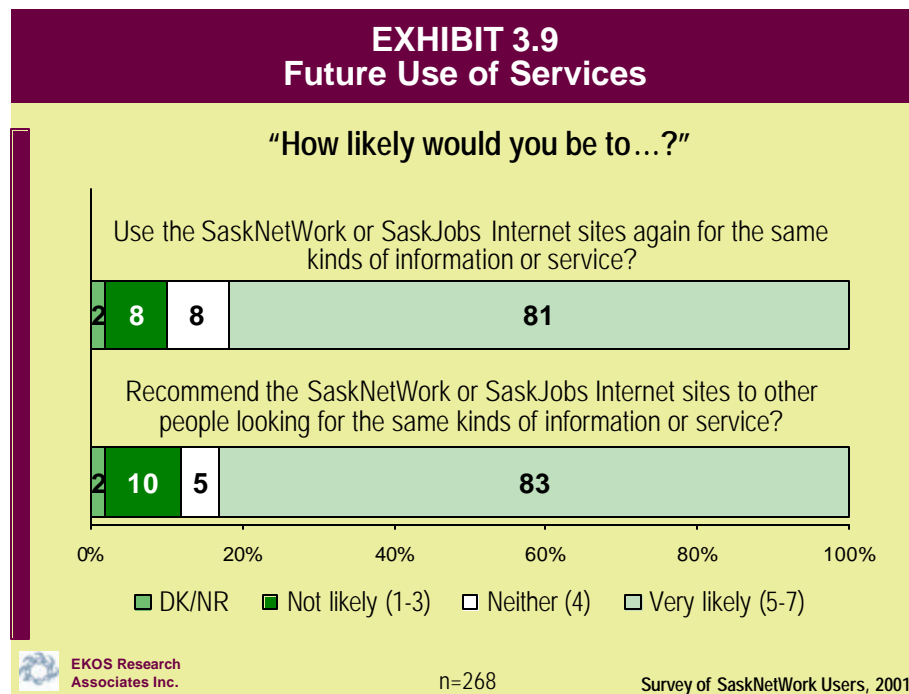 EXHIBIT 3.9
Future Use of Services
“How likely would you be to…?”
Use the SaskNetWork or SaskJobs Internet sites again for the same
kinds of information or service?
2 8 8 81
Recommend the SaskNetWork or SaskJobs Internet sites to other
people looking for the same kinds of information or service?
2 10 5 83
0% 20% 40% 60% 80% 100%
DK/NR Not likely (1-3) Neither (4) Very likely (5-7)
EKOS Research
Associates Inc.
n=268
Survey of SaskNetWork Users, 2001